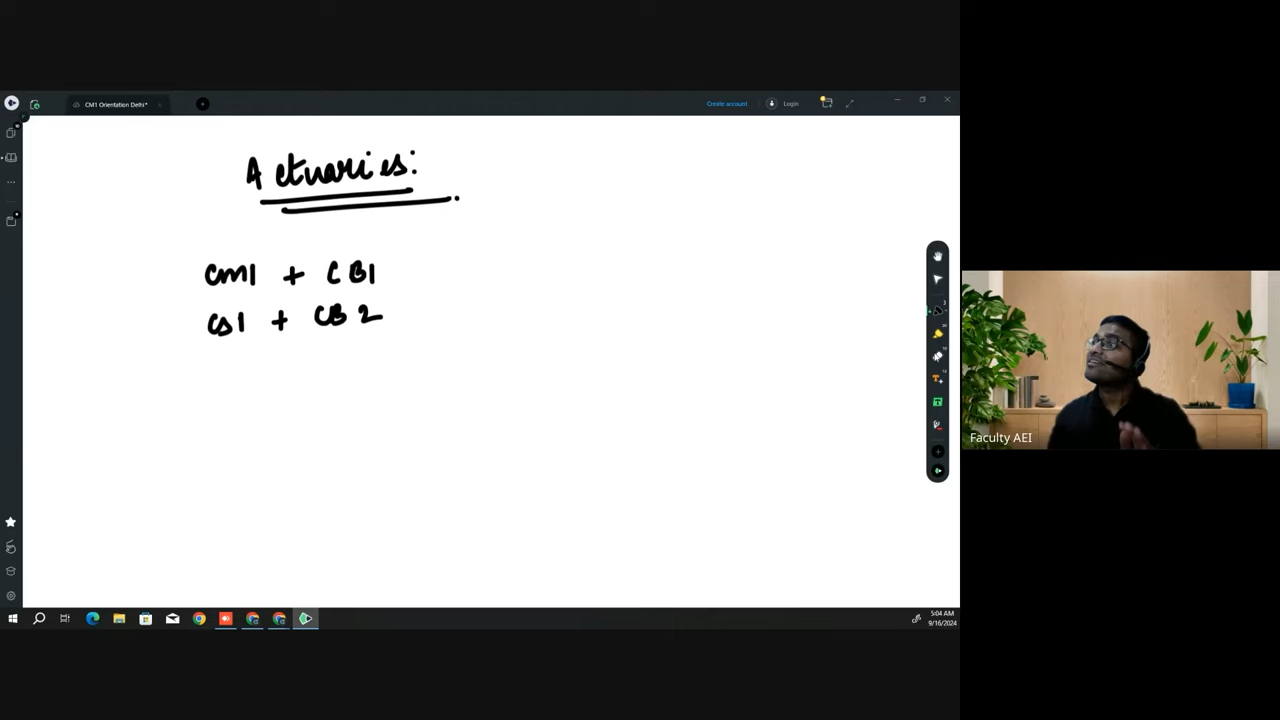 CM1 Orientation Delhi*
Create account
Login
Actuaries:
CM1 + CB1
CS1 + CB2
Faculty AEI
5:04 AM
9/16/2024